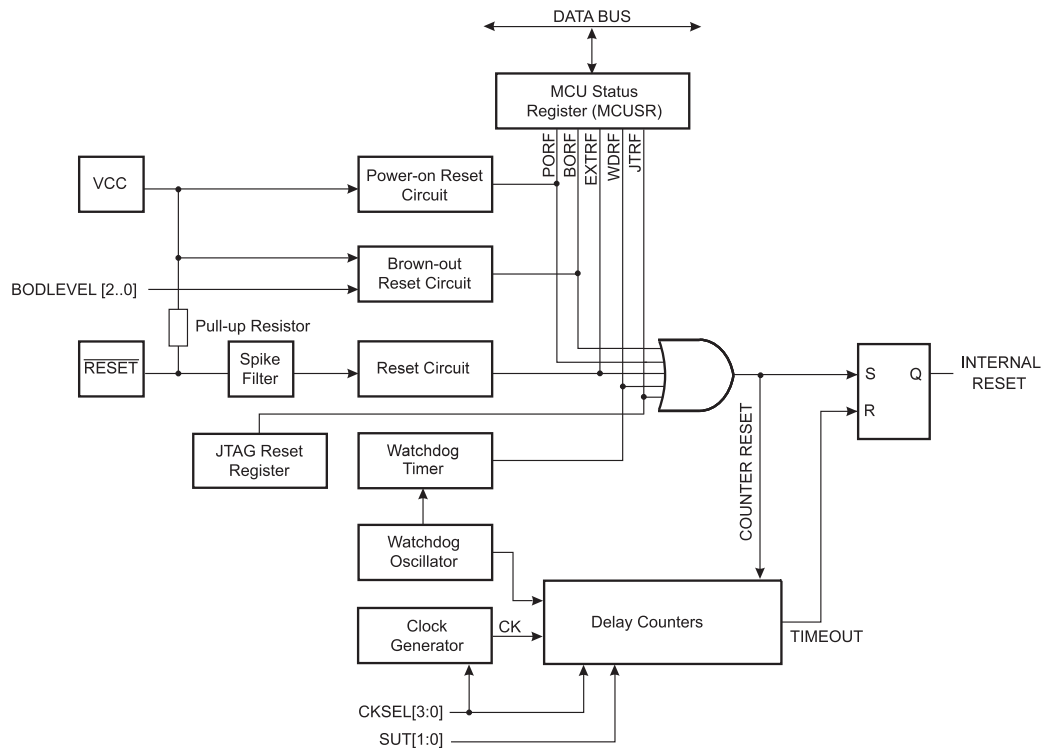 DATA BUS
MCU Status
Register (MCUSR)
PORF
BORF
EXTRF
WDRF
JTRF
VCC
Power-on Reset
Circuit
Brown-out
Reset Circuit
BODLEVEL [2..0]
Pull-up Resistor
RESET
Spike
Filter
Reset Circuit
S
Q
R
INTERNAL
RESET
COUNTER RESET
JTAG Reset
Register
Watchdog
Timer
Watchdog
Oscillator
Clock
Generator
CK
Delay Counters
TIMEOUT
CKSEL[3:0]
SUT[1:0]